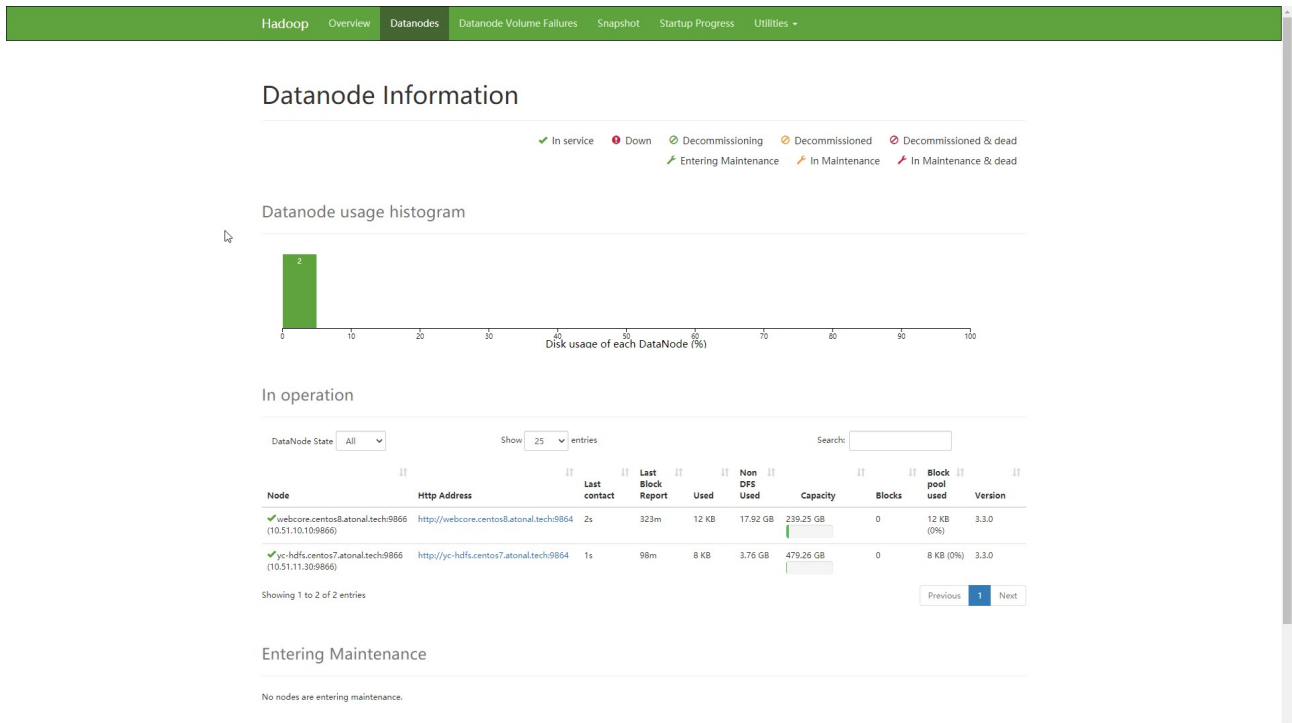 Hadoop Overview Datanodes Datanode Volume Failures Snapshot Startup Progress Utilities
Datanode Information
In service Down Decommissioning Decommissioned Decommissioned & dead
Entering Maintenance In Maintenance In Maintenance & dead
Datanode usage histogram
2
0 10 20 30 40 50 60 70 80 90 100
Disk usage of each DataNode (%)
In operation
DataNode State All Show 25 entries Search:
Node Http Address Last contact Last Block Report Used Non DFS Used Capacity Blocks Block pool used Version
webcore.centos8.atonal.tech:9866 http://webcore.centos8.atonal.tech:9864 2s 323m 12 KB 17.92 GB 239.25 GB 0 12 KB 3.3.0
(10.51.10.10:9866) (0%)
yc-hdfs.centos7.atonal.tech:9866 http://yc-hdfs.centos7.atonal.tech:9864 1s 98m 8 KB 3.76 GB 479.26 GB 0 8 KB (0%) 3.3.0
(10.51.11.30:9866)
Showing 1 to 2 of 2 entries Previous 1 Next
Entering Maintenance
No nodes are entering maintenance.